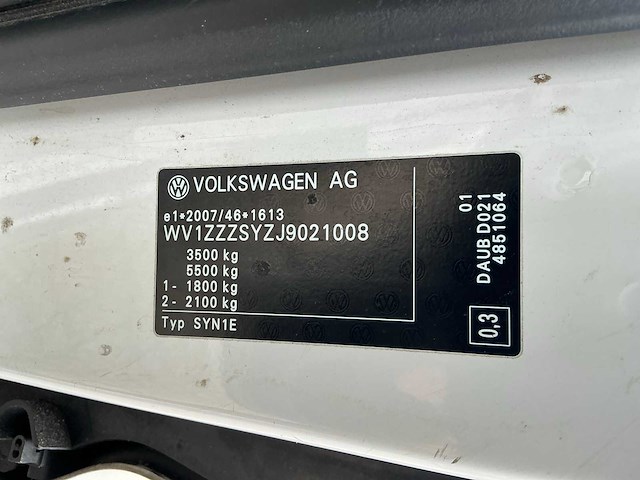 VOLKSWAGEN AG
e1*2007/46*1613
WV1ZZZSYZJ9021008
3500 kg
5500 kg
1- 1800 kg
2- 2100 kg
Typ SYN1E
01
DAUB D021
4851064
0,3